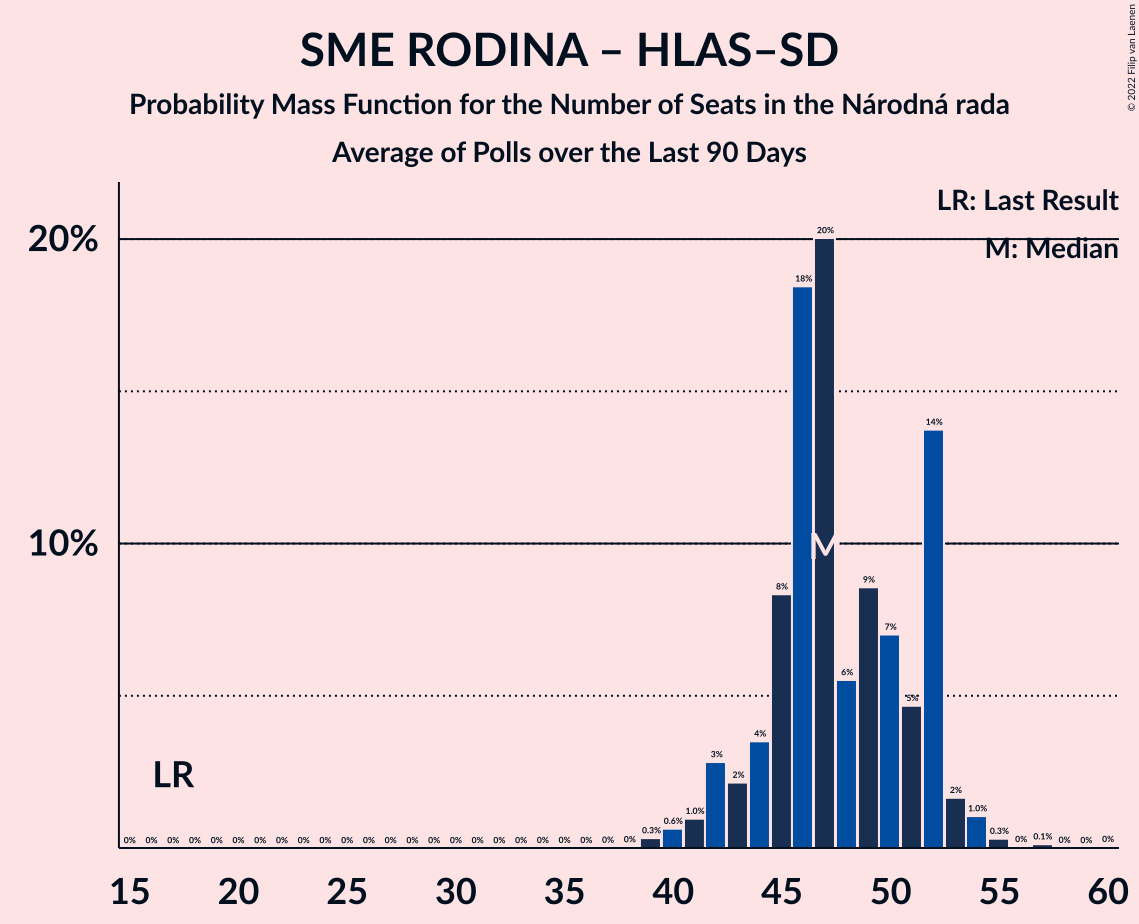 SME RODINA – HLAS–SD
Probability Mass Function for the Number of Seats in the Národná rada
Average of Polls over the Last 90 Days
© 2022 Filip van Laenen
LR: Last Result
M: Median
20%
10%
LR
M
0% 0% 0% 0% 0% 0% 0% 0% 0% 0% 0% 0% 0% 0% 0% 0% 0% 0% 0% 0% 0% 0% 0% 0% 0.3% 0.6% 1.0% 3% 2% 4% 8% 18% 20% 6% 9% 7% 5% 14% 2% 1.0% 0.3% 0% 0.1% 0% 0% 0%
15 20 25 30 35 40 45 50 55 60